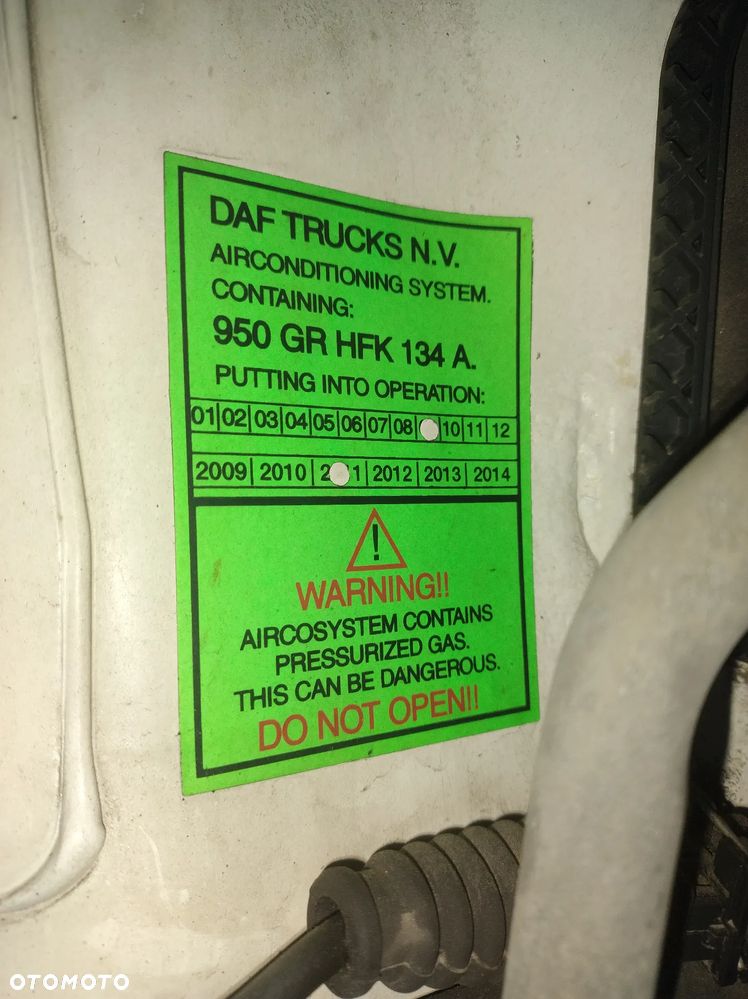 DAF TRUCKS N.V.
AIRCONDITIONING SYSTEM.
CONTAINING:
950 GR HFK 134 A.
PUTTING INTO OPERATION:
01 02 03 04 05 06 07 08 10 11 12
2009 2010 2 1 2012 2013 2014
!
WARNING!!
AIRCOSYSTEM CONTAINS
PRESSURIZED GAS.
THIS CAN BE DANGEROUS.
DO NOT OPEN!!
OTOMOTO